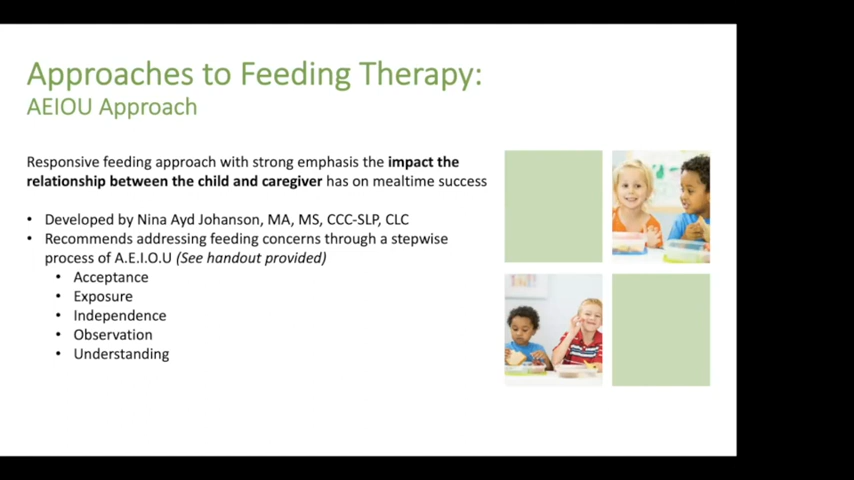 Approaches to Feeding Therapy:
AEIOU Approach
Responsive feeding approach with strong emphasis the impact the
relationship between the child and caregiver has on mealtime success
• Developed by Nina Ayd Johanson, MA, MS, CCC-SLP, CLC
• Recommends addressing feeding concerns through a stepwise
process of A.E.I.O.U (See handout provided)
• Acceptance
• Exposure
• Independence
• Observation
• Understanding